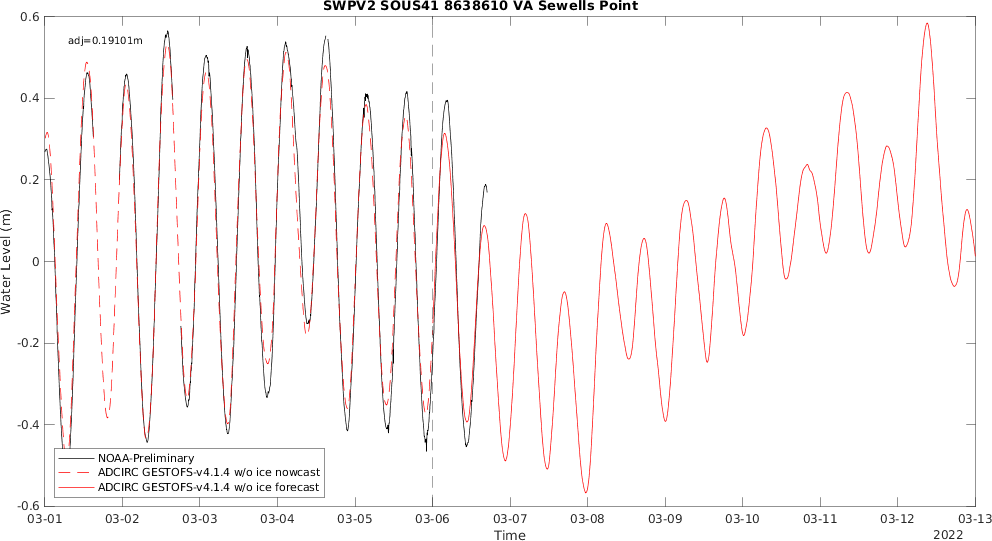 SWPV2 SOUS41 8638610 VA Sewells Point
adj=0.19101m
Water Level (m)
0.6
0.4
0.2
0
-0.2
-0.4
-0.6
NOAA-Preliminary
ADCIRC GESTOFS-v4.1.4 w/o ice nowcast
ADCIRC GESTOFS-v4.1.4 w/o ice forecast
03-01 03-02 03-03 03-04 03-05 03-06 03-07 03-08 03-09 03-10 03-11 03-12 03-13
Time
2022